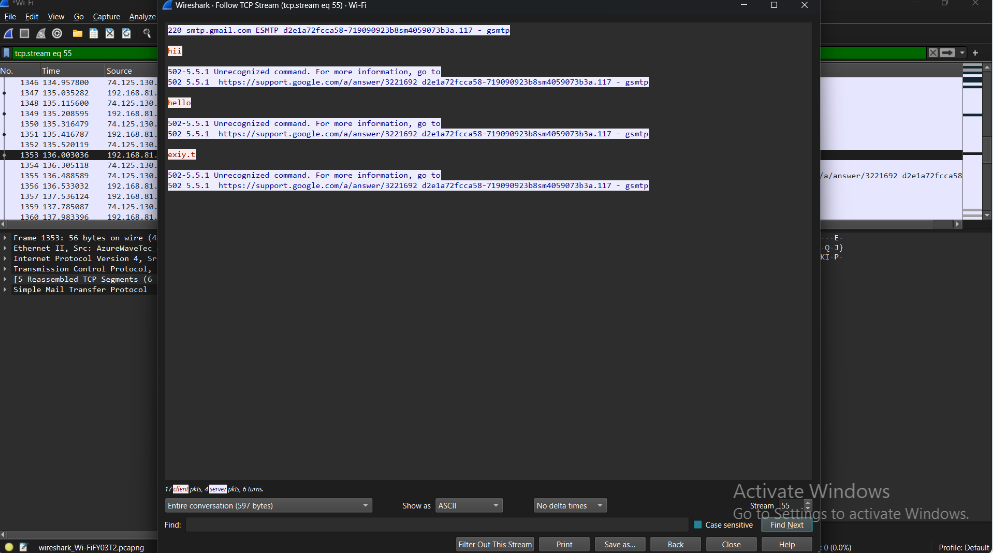 *Wi-Fi
Wireshark · Follow TCP Stream (tcp.stream eq 55) · Wi-Fi
File Edit View Go Capture Analyze
tcp.stream eq 55
No. Time Source
1346 134.957800 74.125.130.
1347 135.035282 192.168.81.
1348 135.115600 74.125.130.
1349 135.208595 192.168.81.
1350 135.316479 74.125.130.
1351 135.416787 192.168.81.
1352 135.520119 74.125.130.
1353 136.003036 192.168.81.
1354 136.305118 74.125.130.
1355 136.488589 74.125.130.
1356 136.533032 192.168.81.
1357 137.536124 192.168.81.
1359 137.785087 74.125.130.
1360 137.983396 192.168.81.
/a/answer/3221692 d2e1a72fcca58
Frame 1353: 56 bytes on wire (4
Ethernet II, Src: AzureWaveTec
Internet Protocol Version 4, Sr
Transmission Control Protocol,
[5 Reassembled TCP Segments (6
Simple Mail Transfer Protocol
220 smtp.gmail.com ESMTP d2e1a72fcca58-719090923b8sm4059073b3a.117 - gsmtp
hii
502-5.5.1 Unrecognized command. For more information, go to
502 5.5.1  https://support.google.com/a/answer/3221692 d2e1a72fcca58-719090923b8sm4059073b3a.117 - gsmtp
hello
502-5.5.1 Unrecognized command. For more information, go to
502 5.5.1  https://support.google.com/a/answer/3221692 d2e1a72fcca58-719090923b8sm4059073b3a.117 - gsmtp
exiy.t
502-5.5.1 Unrecognized command. For more information, go to
502 5.5.1  https://support.google.com/a/answer/3221692 d2e1a72fcca58-719090923b8sm4059073b3a.117 - gsmtp
client pkts, 4 server pkts, 6 turns.
Entire conversation (597 bytes) Show as ASCII No delta times Stream 55
Find: Case sensitive Find Next
Filter Out This Stream Print Save as... Back Close Help
Activate Windows
Go to Settings to activate Windows.
wireshark_Wi-FiFY03T2.pcapng
: 0 (0.0%) Profile: Default